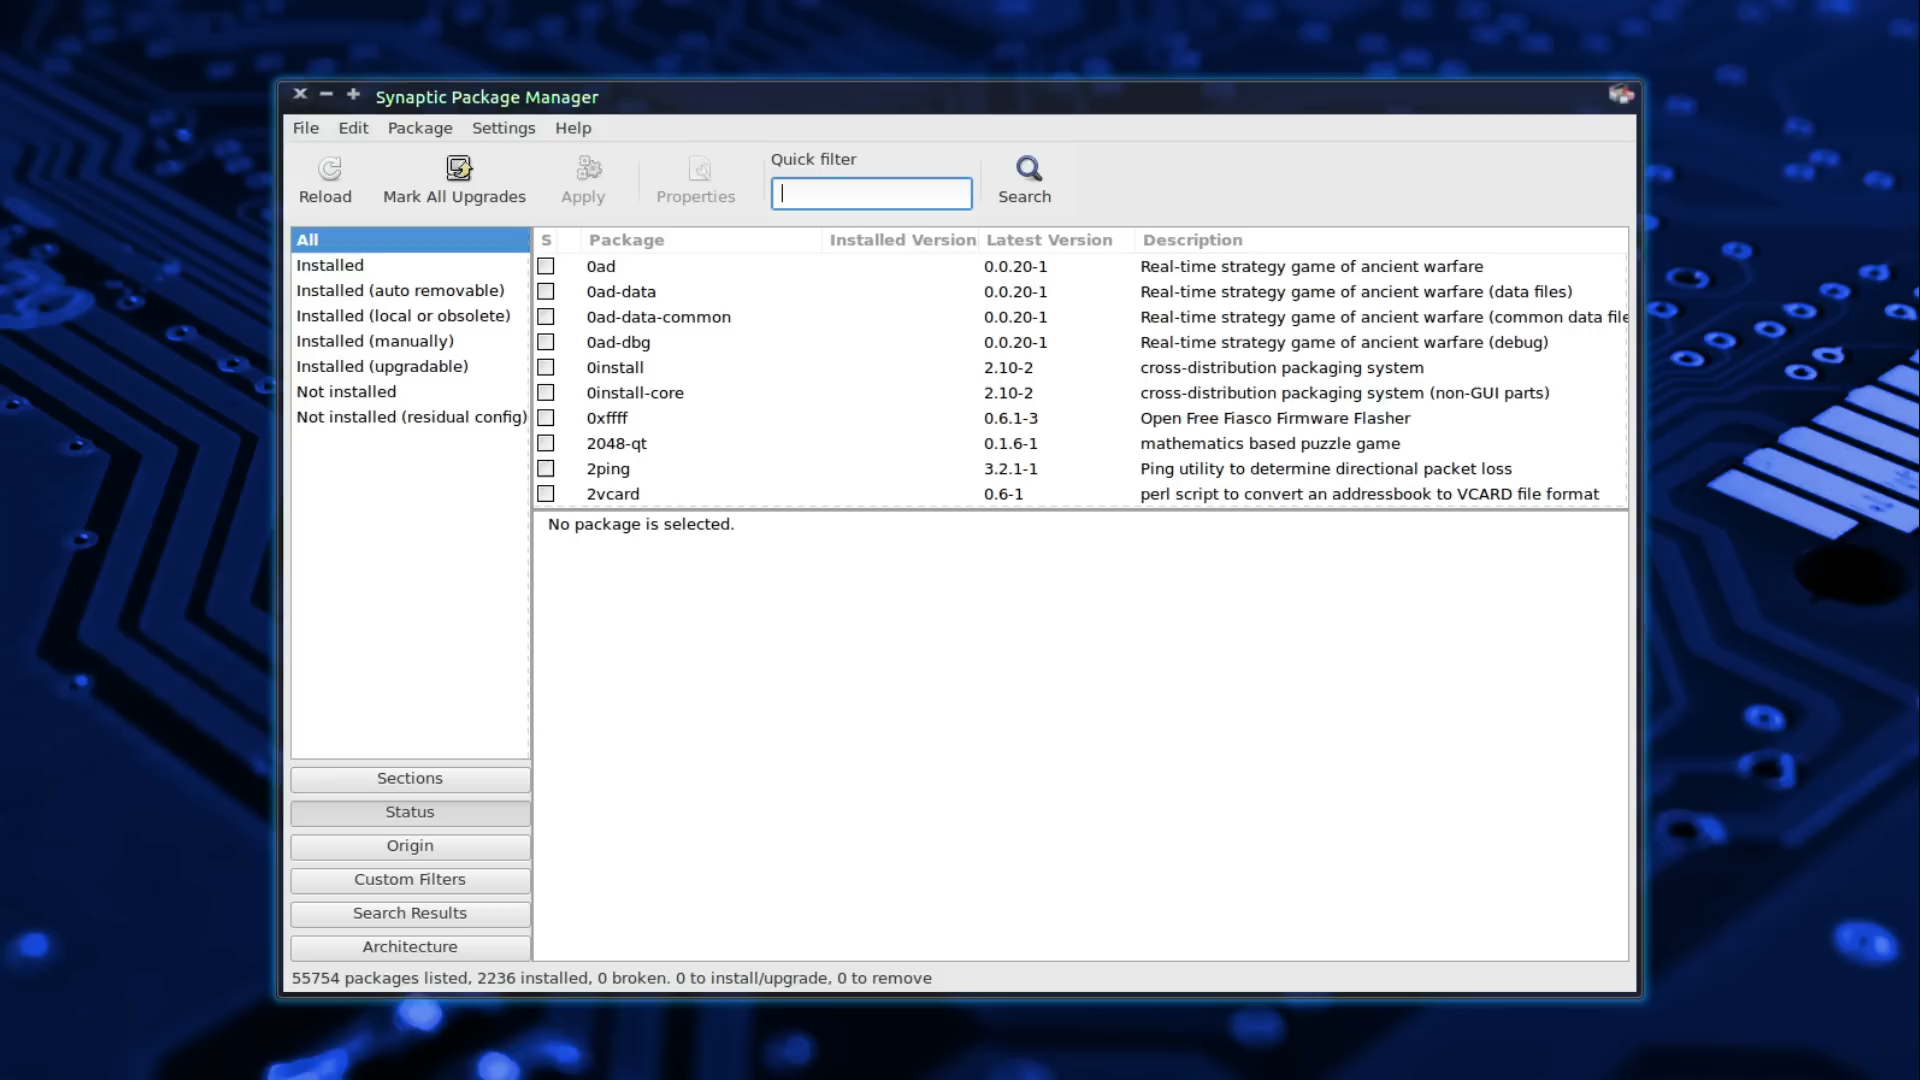 Synaptic Package Manager
File Edit Package Settings Help
Quick filter
Reload Mark All Upgrades Apply Properties Search
All
Installed
Installed (auto removable)
Installed (local or obsolete)
Installed (manually)
Installed (upgradable)
Not installed
Not installed (residual config)
S Package Installed Version Latest Version Description
0ad 0.0.20-1 Real-time strategy game of ancient warfare
0ad-data 0.0.20-1 Real-time strategy game of ancient warfare (data files)
0ad-data-common 0.0.20-1 Real-time strategy game of ancient warfare (common data file
0ad-dbg 0.0.20-1 Real-time strategy game of ancient warfare (debug)
0install 2.10-2 cross-distribution packaging system
0install-core 2.10-2 cross-distribution packaging system (non-GUI parts)
0xffff 0.6.1-3 Open Free Fiasco Firmware Flasher
2048-qt 0.1.6-1 mathematics based puzzle game
2ping 3.2.1-1 Ping utility to determine directional packet loss
2vcard 0.6-1 perl script to convert an addressbook to VCARD file format
No package is selected.
Sections
Status
Origin
Custom Filters
Search Results
Architecture
55754 packages listed, 2236 installed, 0 broken. 0 to install/upgrade, 0 to remove